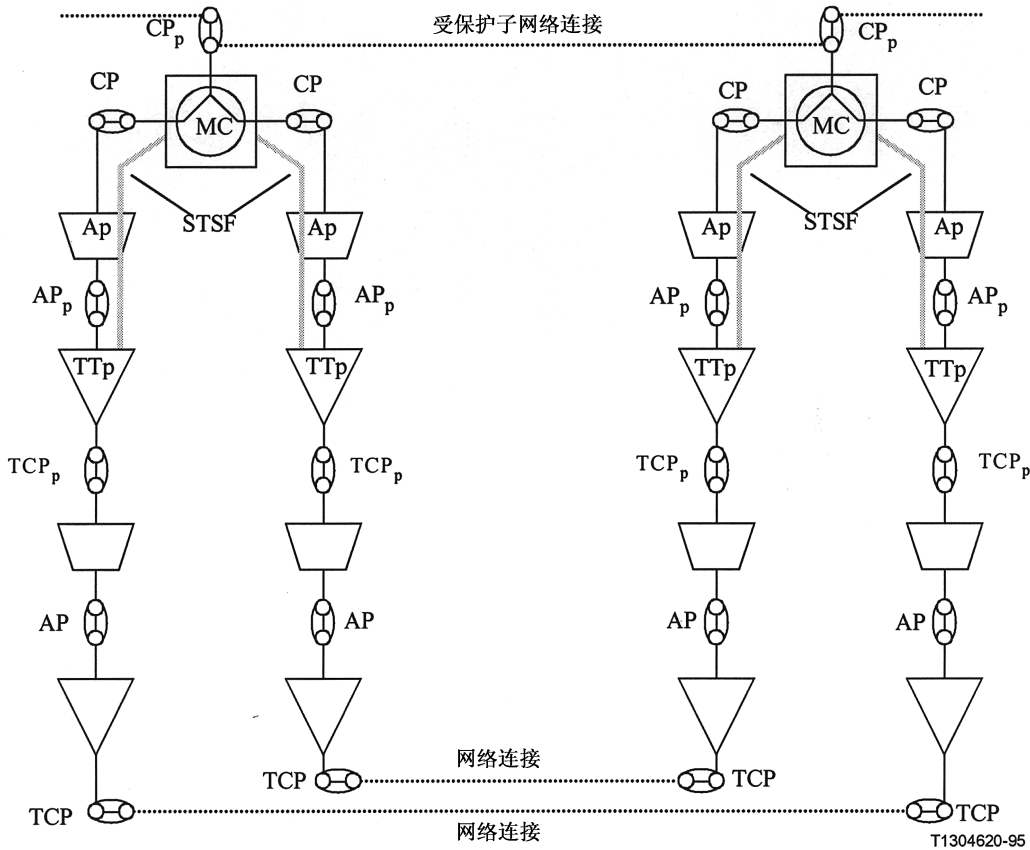 CPp 受保护子网络连接 CPp
CP CP CP CP
MC MC
STSF STSF
Ap Ap Ap Ap
APp APp APp APp
TTp TTp TTp TTp
TCPp TCPp TCPp TCPp
AP AP AP AP
网络连接
TCP TCP
TCP TCP
网络连接
T1304620-95